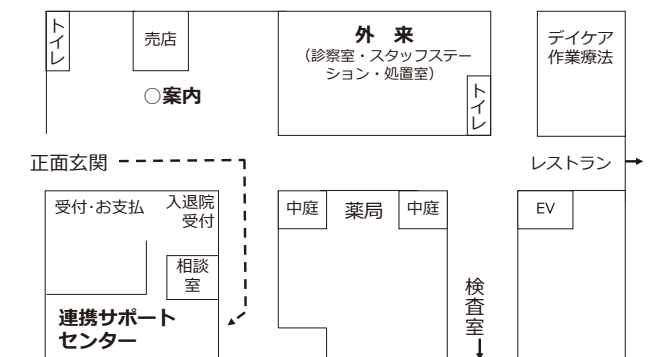 トイレ
売店
○案内
外　来
（診察室・スタッフステー
ション・処置室）
トイレ
デイケア
作業療法
正面玄関
レストラン
受付・お支払
入退院
受付
相談
室
連携サポート
センター
中庭
薬局
中庭
検査室
EV